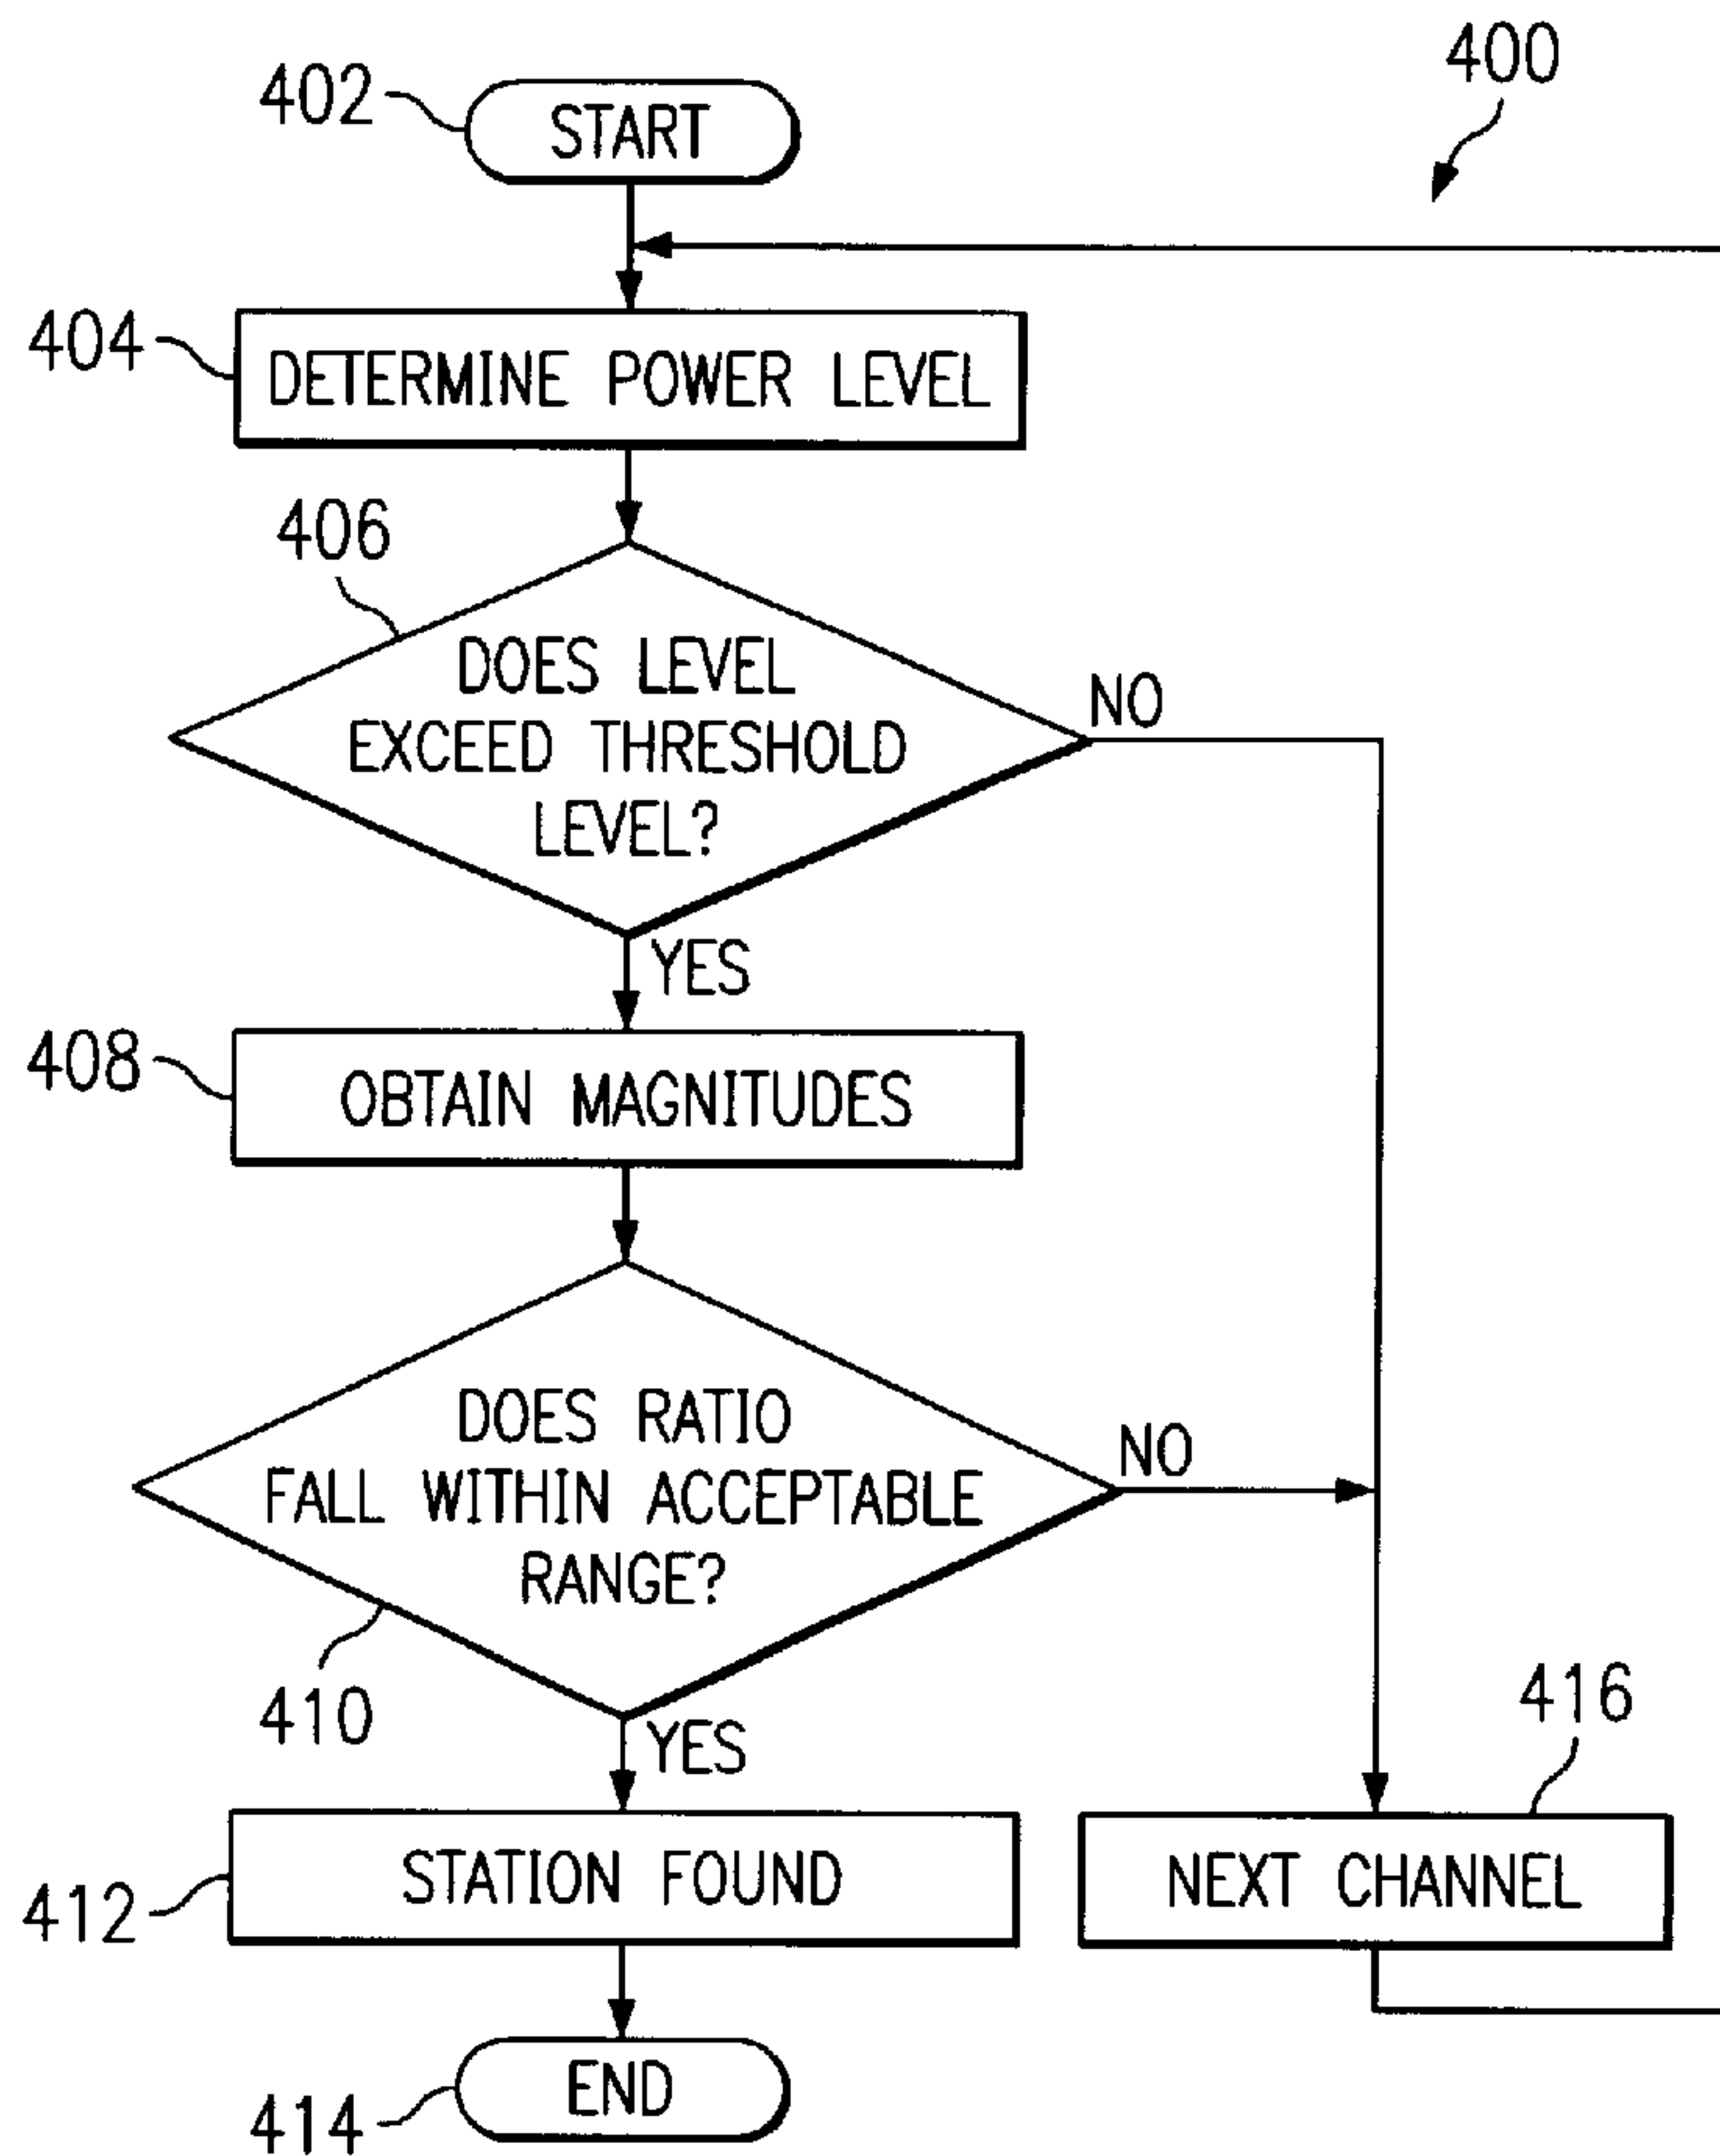 400
402
START
404
DETERMINE POWER LEVEL
406
DOES LEVEL
EXCEED THRESHOLD
LEVEL?
NO
YES
408
OBTAIN MAGNITUDES
DOES RATIO
FALL WITHIN ACCEPTABLE
RANGE?
NO
410
YES
416
412
STATION FOUND
NEXT CHANNEL
414
END